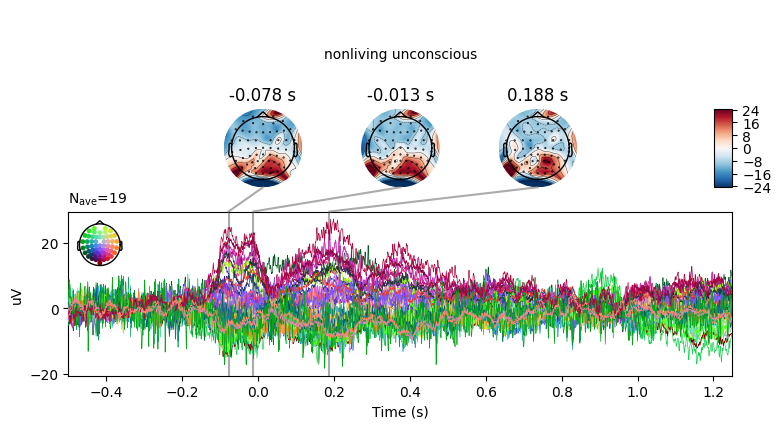 nonliving unconscious
-0.078 s
-0.013 s
0.188 s
24
16
8
0
−8
−16
−24
Nave=19
20
0
−20
uV
−0.4
−0.2
0.0
0.2
0.4
0.6
0.8
1.0
1.2
Time (s)